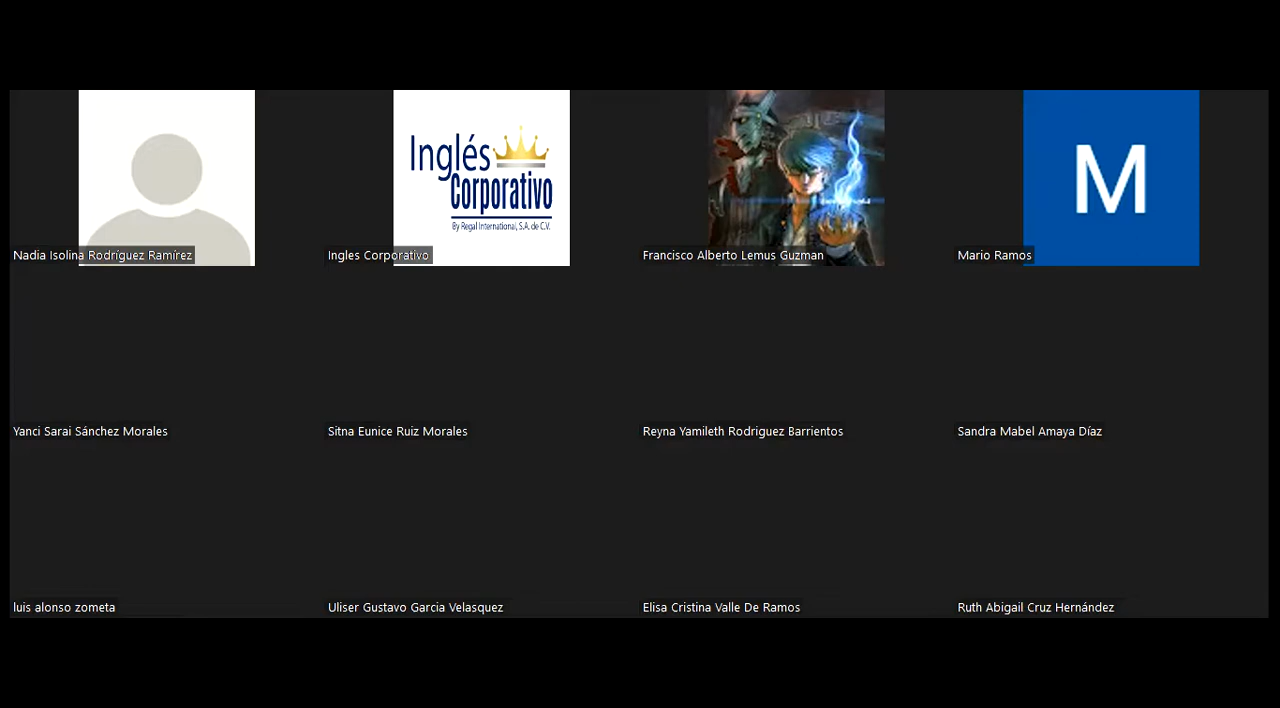 Inglés
Corporativo
By Regal International, S.A. de C.V.
M
Nadia Isolina Rodríguez Ramírez
Ingles Corporativo
Francisco Alberto Lemus Guzman
Mario Ramos
Yanci Sarai Sánchez Morales
Sitna Eunice Ruiz Morales
Reyna Yamileth Rodriguez Barrientos
Sandra Mabel Amaya Díaz
luis alonso zometa
Uliser Gustavo Garcia Velasquez
Elisa Cristina Valle De Ramos
Ruth Abigail Cruz Hernández